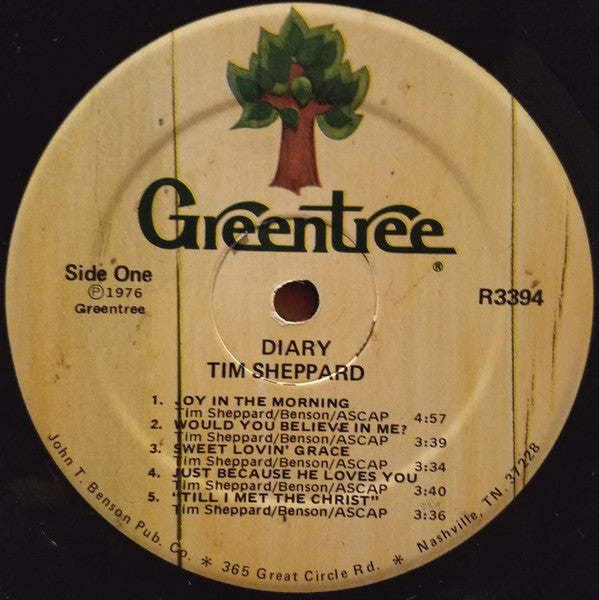 Greentree®
Side One
℗1976
Greentree
R3394
DIARY
TIM SHEPPARD
1. JOY IN THE MORNING
Tim Sheppard/Benson/ASCAP 4:57
2. WOULD YOU BELIEVE IN ME?
Tim Sheppard/Benson/ASCAP 3:39
3. SWEET LOVIN' GRACE
Tim Sheppard/Benson/ASCAP 3:34
4. JUST BECAUSE HE LOVES YOU
Tim Sheppard/Benson/ASCAP 3:40
5. "TILL I MET THE CHRIST"
Tim Sheppard/Benson/ASCAP 3:36
John T. Benson Pub. Co. * 365 Great Circle Rd. * Nashville, TN. 37228